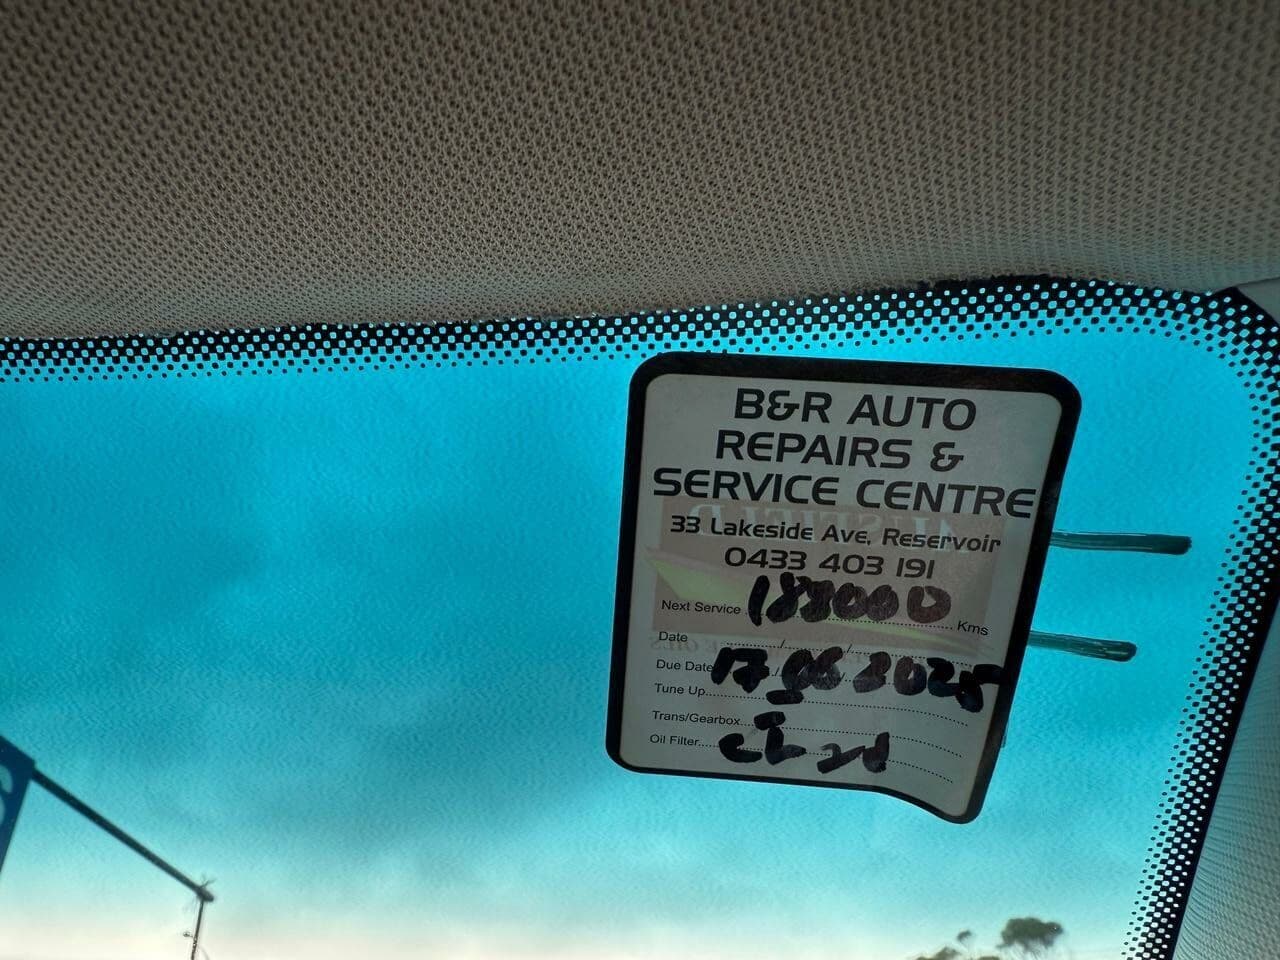 B&R AUTO
REPAIRS &
SERVICE CENTRE
33 Lakeside Ave, Reservoir
0433 403 191
Next Service Kms
Date
Due Date 17 06 2025
Tune Up
Trans/Gearbox
Oil Filter